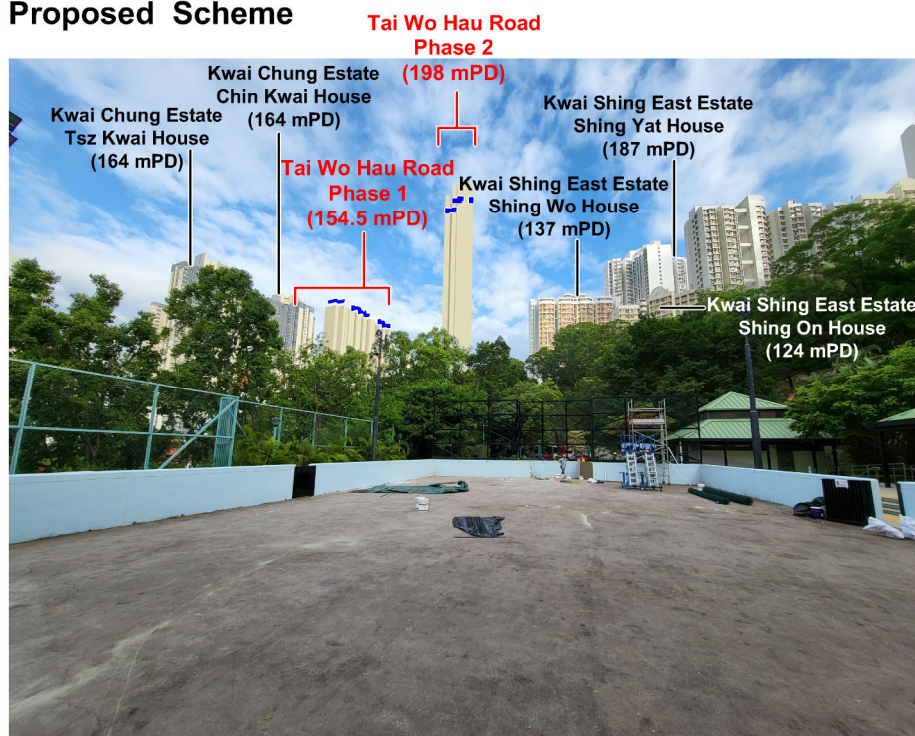 Proposed Scheme
Tai Wo Hau Road
Phase 2
(198 mPD)
Kwai Chung Estate
Chin Kwai House
(164 mPD)
Kwai Chung Estate
Tsz Kwai House
(164 mPD)
Kwai Shing East Estate
Shing Yat House
(187 mPD)
Tai Wo Hau Road
Phase 1
(154.5 mPD)
Kwai Shing East Estate
Shing Wo House
(137 mPD)
Kwai Shing East Estate
Shing On House
(124 mPD)